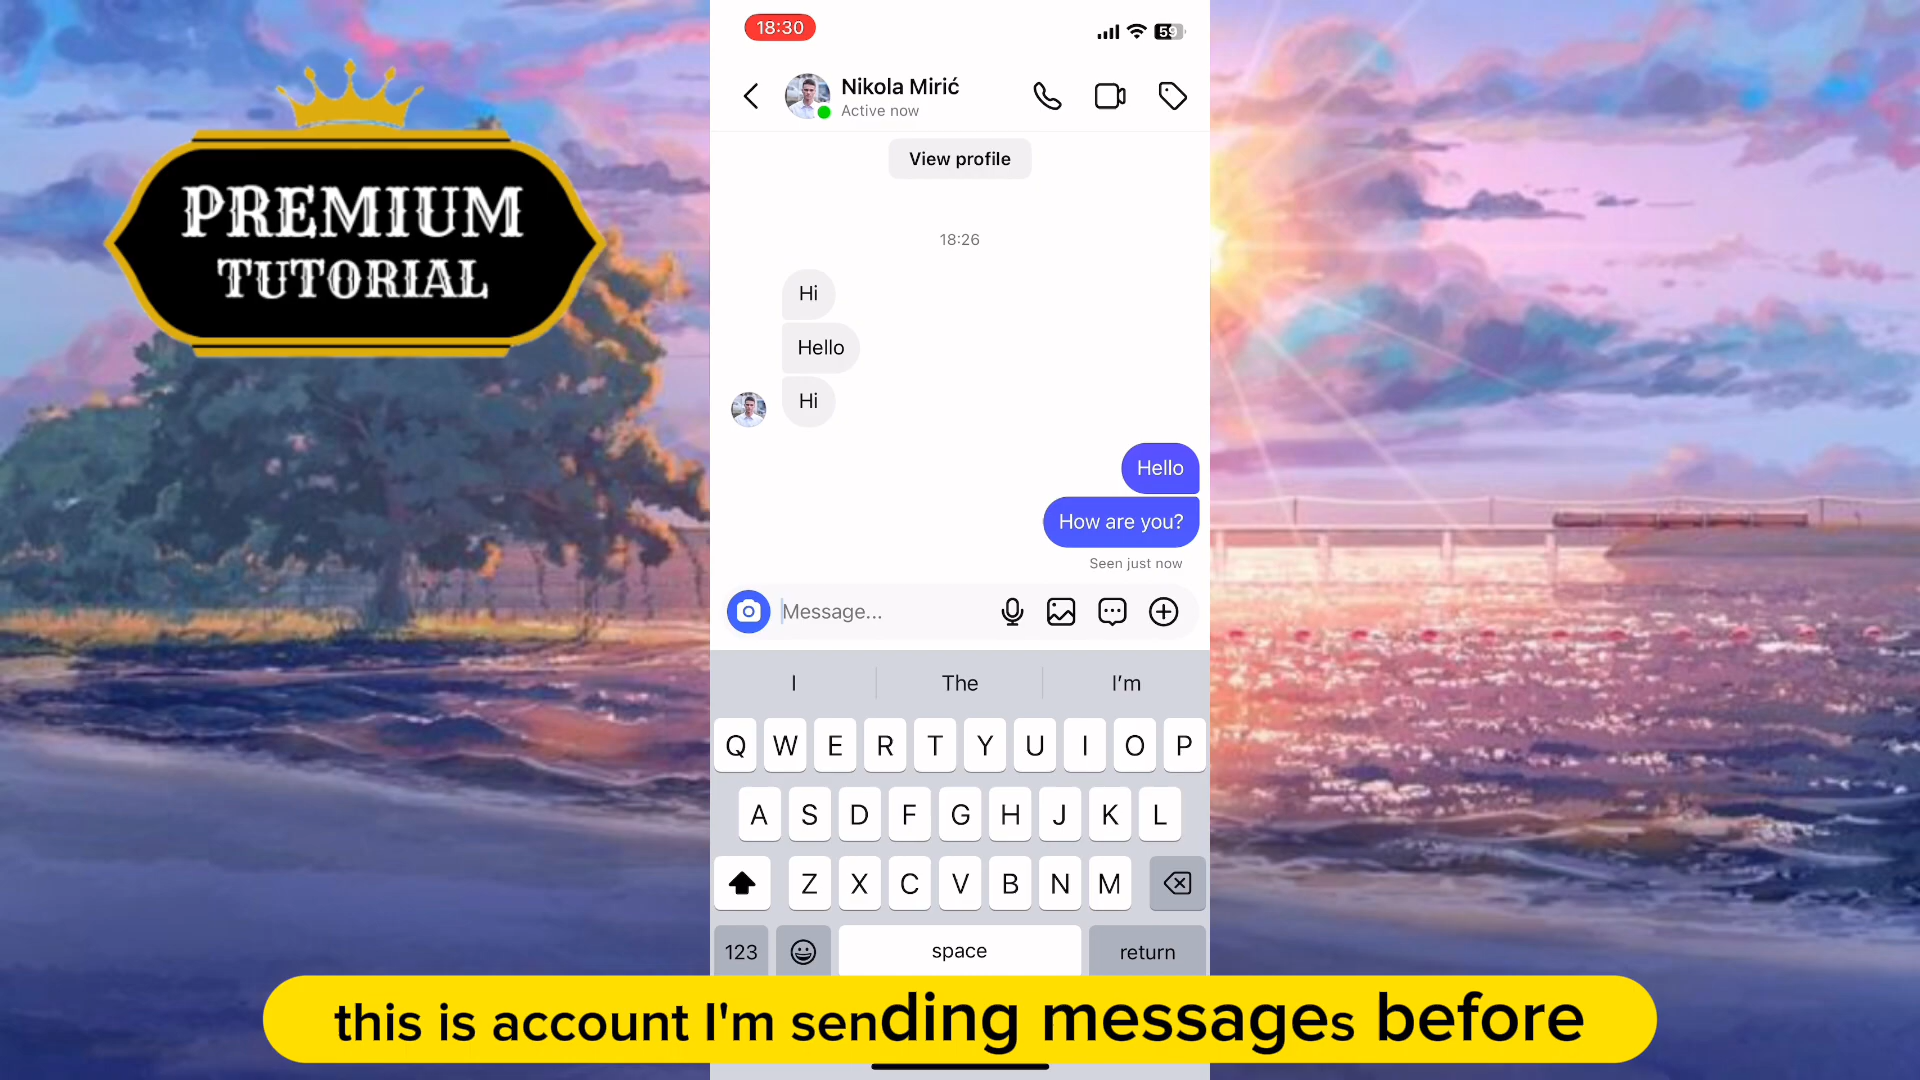 18:30
59
Nikola Mirić
Active now
View profile
PREMIUM
TUTORIAL
18:26
Hi
Hello
Hi
Hello
How are you?
Seen just now
Message...
I The I'm
Q W E R T Y U I O P
A S D F G H J K L
Z X C V B N M
123 space return
this is account I'm sending messages before